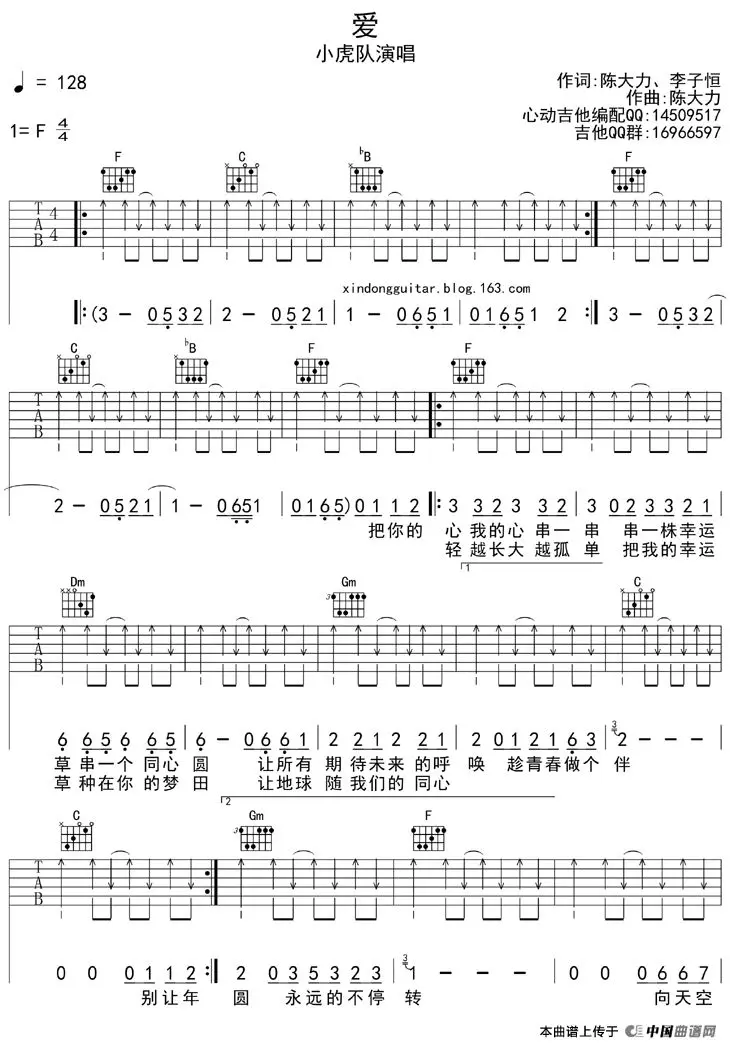 爱
小虎队演唱
♩ = 128
作词:陈大力、李子恒
作曲:陈大力
心动吉他编配QQ:14509517
吉他QQ群:16966597
1= F 4/4
F C ♭B F
T A B 4/4
xindongguitar.blog.163.com
‖: (3 — 0532 | 2 — 0521 | 1 — 0651 | 01651 2 :‖ 3 — 0532
C ♭B F F
2 — 0521 | 1 — 0651 | 0165) 01 12 ‖: 3 323 32 | 3 023321
把你的 心我的心 串一 串 串一株幸运
轻越长大 越孤 单 把我的幸运
1
Dm Gm C
T A B
6 656 65 | 6 — 0661 | 2 212 21 | 2 012163 | 3 2 — — —
草串一个 同心 圆 让所有 期待未来的呼 唤 趁青春做个 伴
草种在你 的梦 田 让地球 随我们的 同心
2
C Gm F
T A B
0 0 0112 :‖ 2 035323 | 3 1 — — — | 0 0 0667
别让年 圆 永远的不停 转 向天空
本曲谱上传于 中国曲谱网